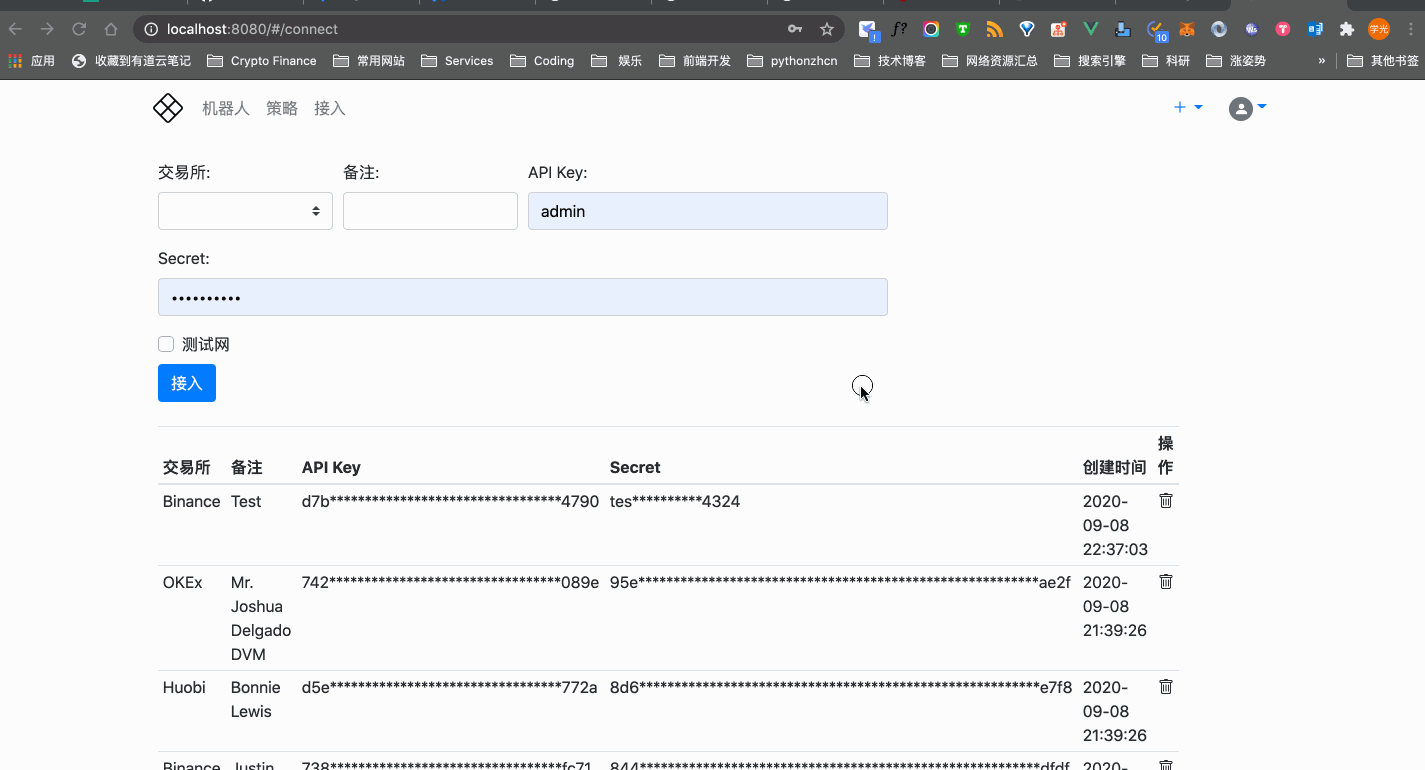 localhost:8080/#/connect
10
学光
应用 收藏到有道云笔记 Crypto Finance 常用网站 Services Coding 娱乐 前端开发 pythonzhcn 技术博客 网络资源汇总 搜索引擎 科研 涨姿势 » 其他书签
机器人 策略 接入
交易所: 备注: API Key:
admin
Secret:
••••••••••
测试网
接入
交易所 备注 API Key Secret 创建时间 操作
Binance Test d7b*********************************4790 tes**********4324 2020-
09-08
22:37:03
OKEx Mr. 742*********************************089e 95e*********************************************************ae2f 2020-
Joshua 09-08
Delgado 21:39:26
DVM
Huobi Bonnie d5e*********************************772a 8d6*********************************************************e7f8 2020-
Lewis 09-08
21:39:26
Binance Justin 738*********************************fc71 844*********************************************************dfdf 2020-